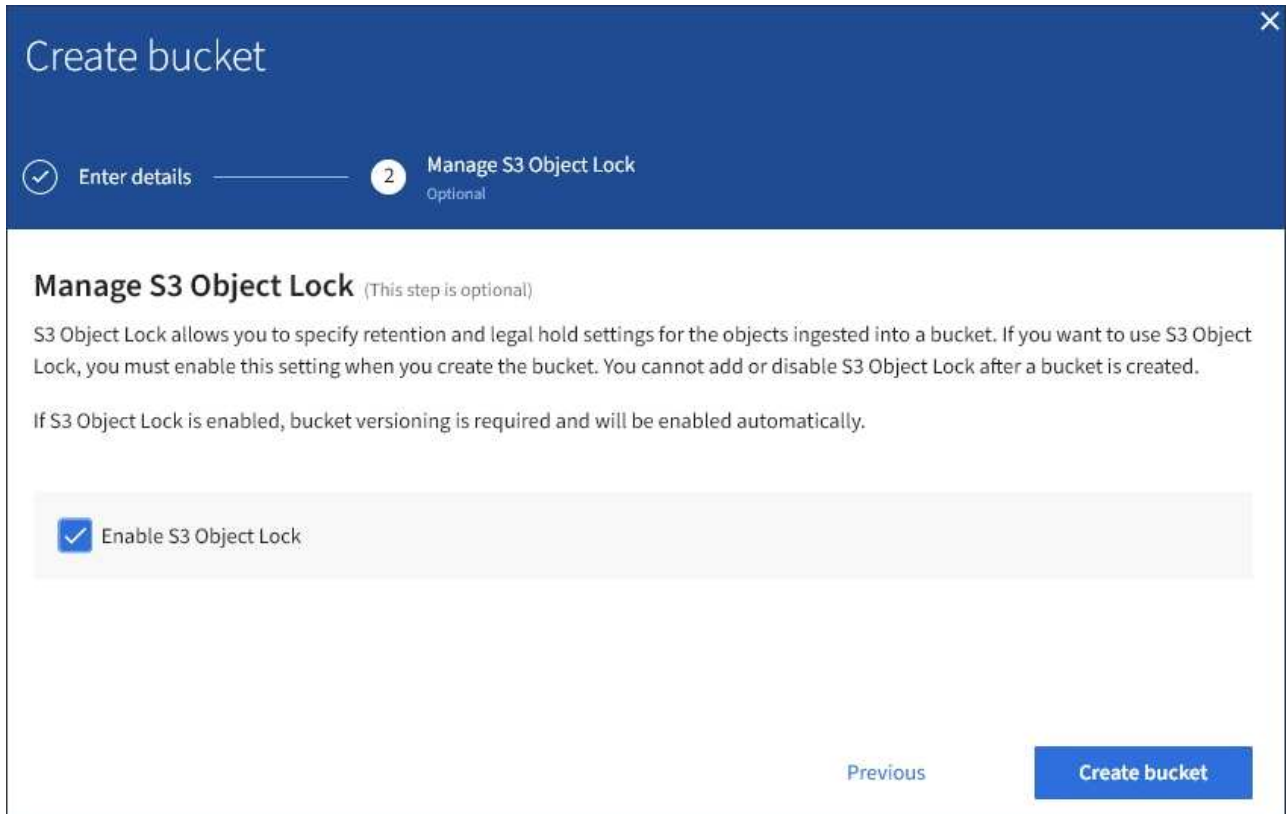 Create bucket
Enter details
2
Manage S3 Object Lock
Optional
Manage S3 Object Lock (This step is optional)
S3 Object Lock allows you to specify retention and legal hold settings for the objects ingested into a bucket. If you want to use S3 Object
Lock, you must enable this setting when you create the bucket. You cannot add or disable S3 Object Lock after a bucket is created.
If S3 Object Lock is enabled, bucket versioning is required and will be enabled automatically.
Enable S3 Object Lock
Previous
Create bucket